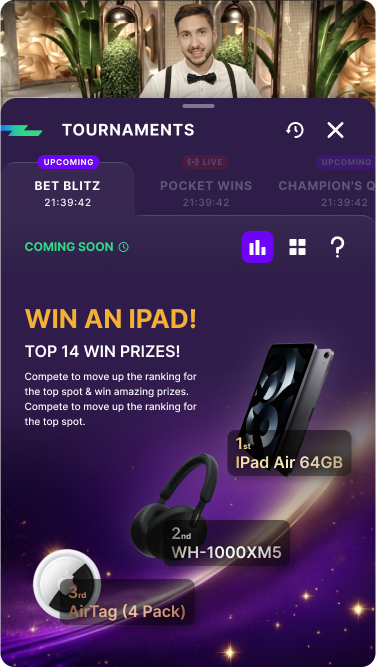 TOURNAMENTS
UPCOMING
LIVE
UPCOMING
BET BLITZ
POCKET WINS
CHAMPION'S Q
21:39:42
21:39:42
21:39:42
COMING SOON
WIN AN IPAD!
TOP 14 WIN PRIZES!
Compete to move up the ranking for
the top spot & win amazing prizes.
Compete to move up the ranking for
the top spot.
1st
IPad Air 64GB
2nd
WH-1000XM5
3rd
AirTag (4 Pack)